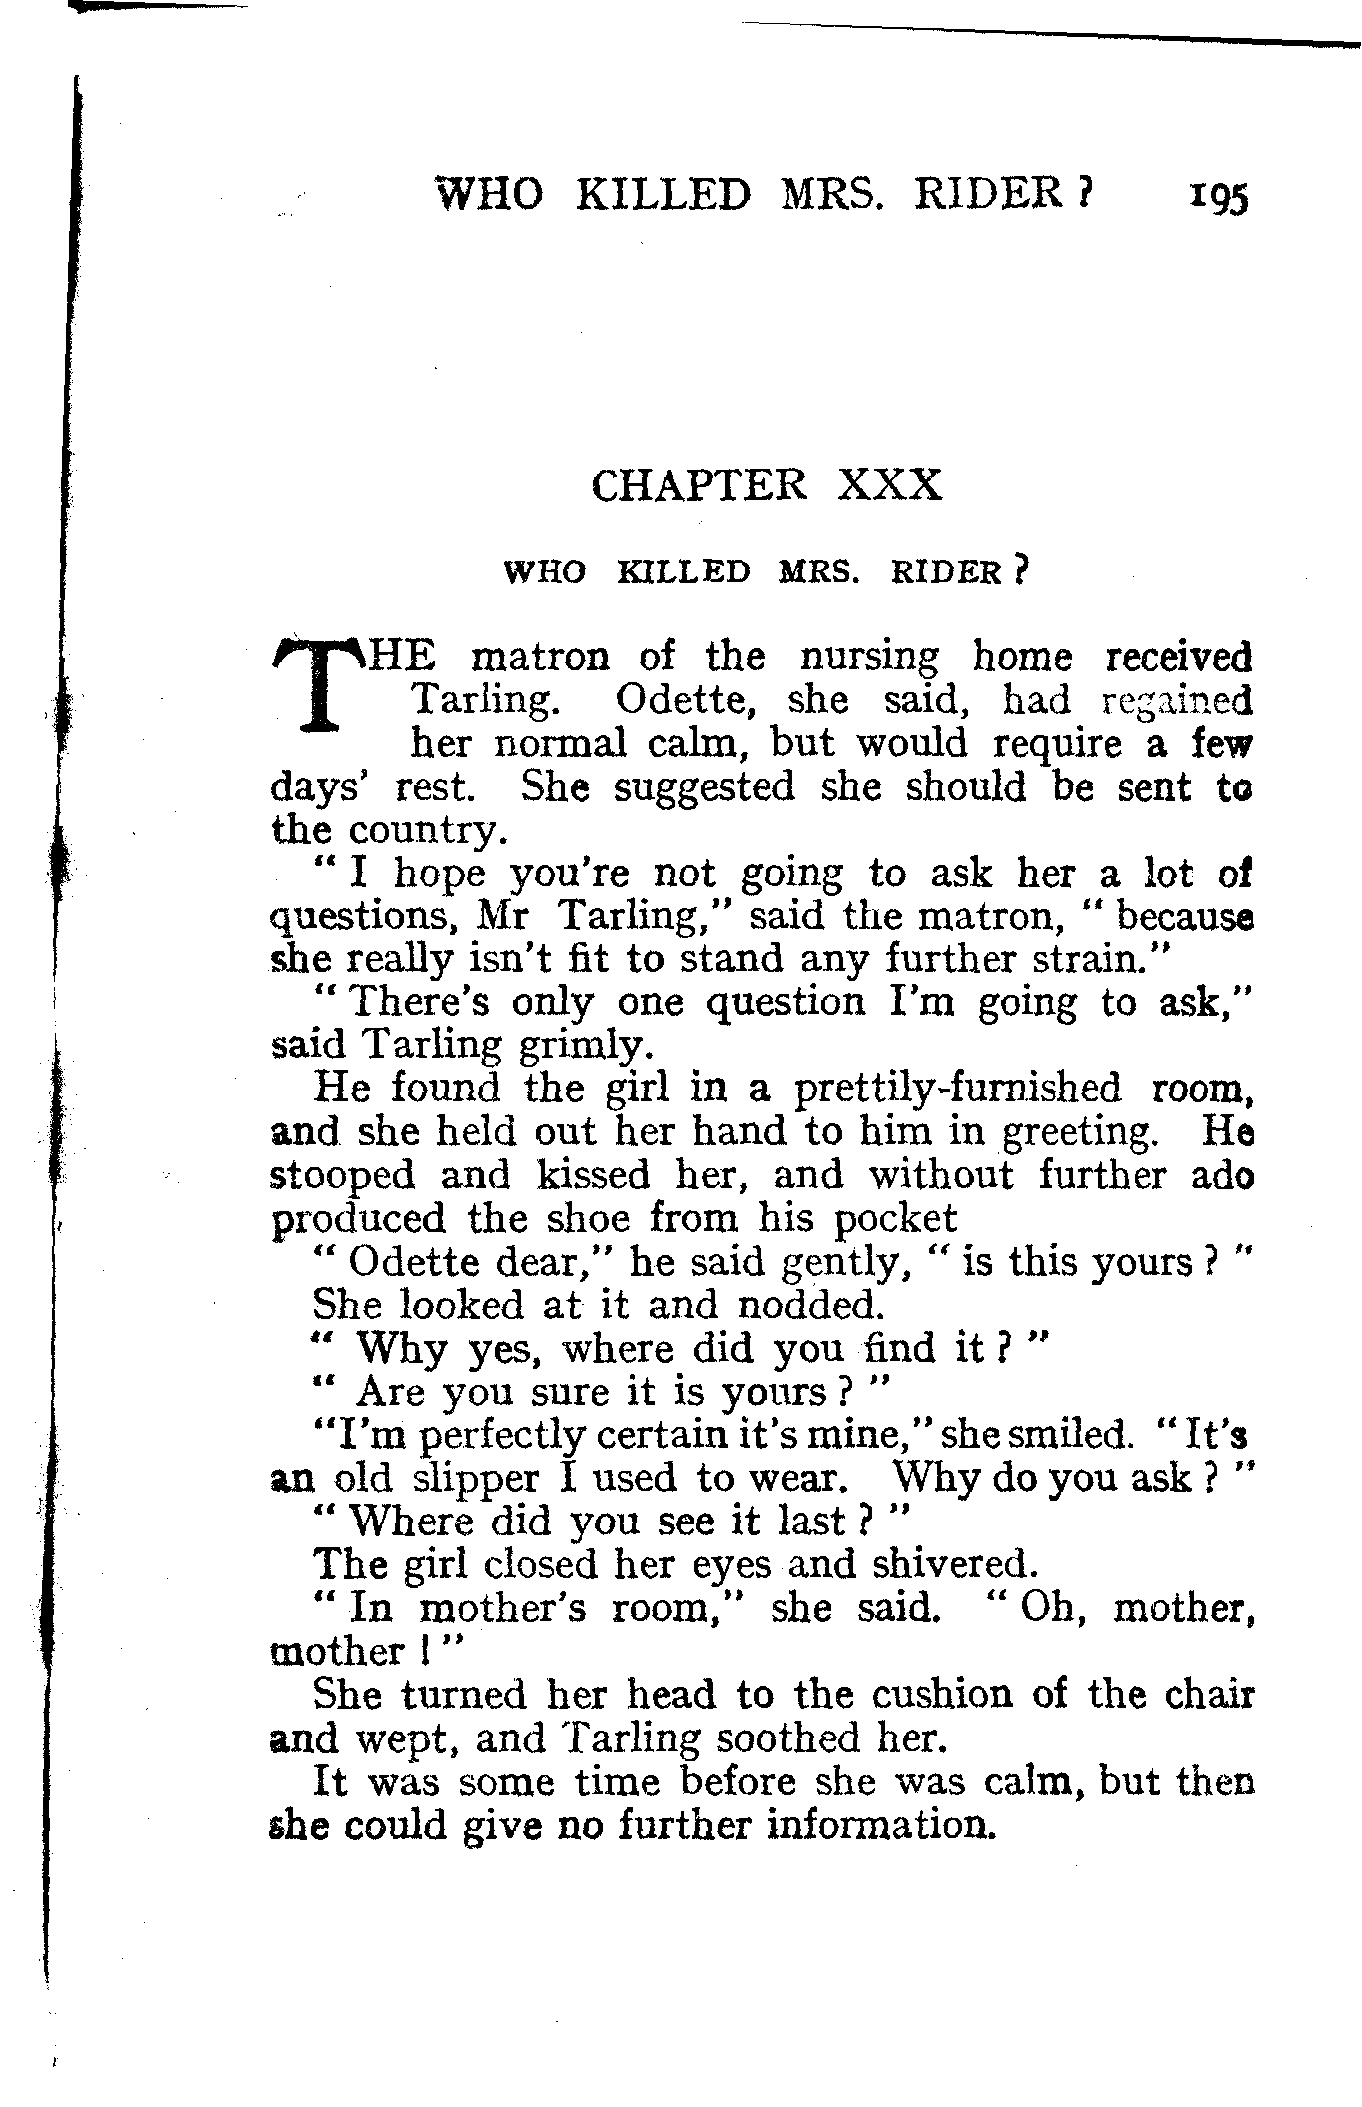 WHO KILLED MRS. RIDER ? 195
CHAPTER XXX
WHO KILLED MRS. RIDER ?
THE matron of the nursing home received
Tarling. Odette, she said, had regained
her normal calm, but would require a few
days' rest. She suggested she should be sent to
the country.
" I hope you're not going to ask her a lot of
questions, Mr Tarling," said the matron, " because
she really isn't fit to stand any further strain."
" There's only one question I'm going to ask,"
said Tarling grimly.
He found the girl in a prettily-furnished room,
and she held out her hand to him in greeting. He
stooped and kissed her, and without further ado
produced the shoe from his pocket
" Odette dear," he said gently, " is this yours ? "
She looked at it and nodded.
" Why yes, where did you find it ? "
" Are you sure it is yours ? "
"I'm perfectly certain it's mine," she smiled. " It's
an old slipper I used to wear. Why do you ask ? "
" Where did you see it last ? "
The girl closed her eyes and shivered.
" In mother's room," she said. " Oh, mother,
mother ! "
She turned her head to the cushion of the chair
and wept, and Tarling soothed her.
It was some time before she was calm, but then
she could give no further information.